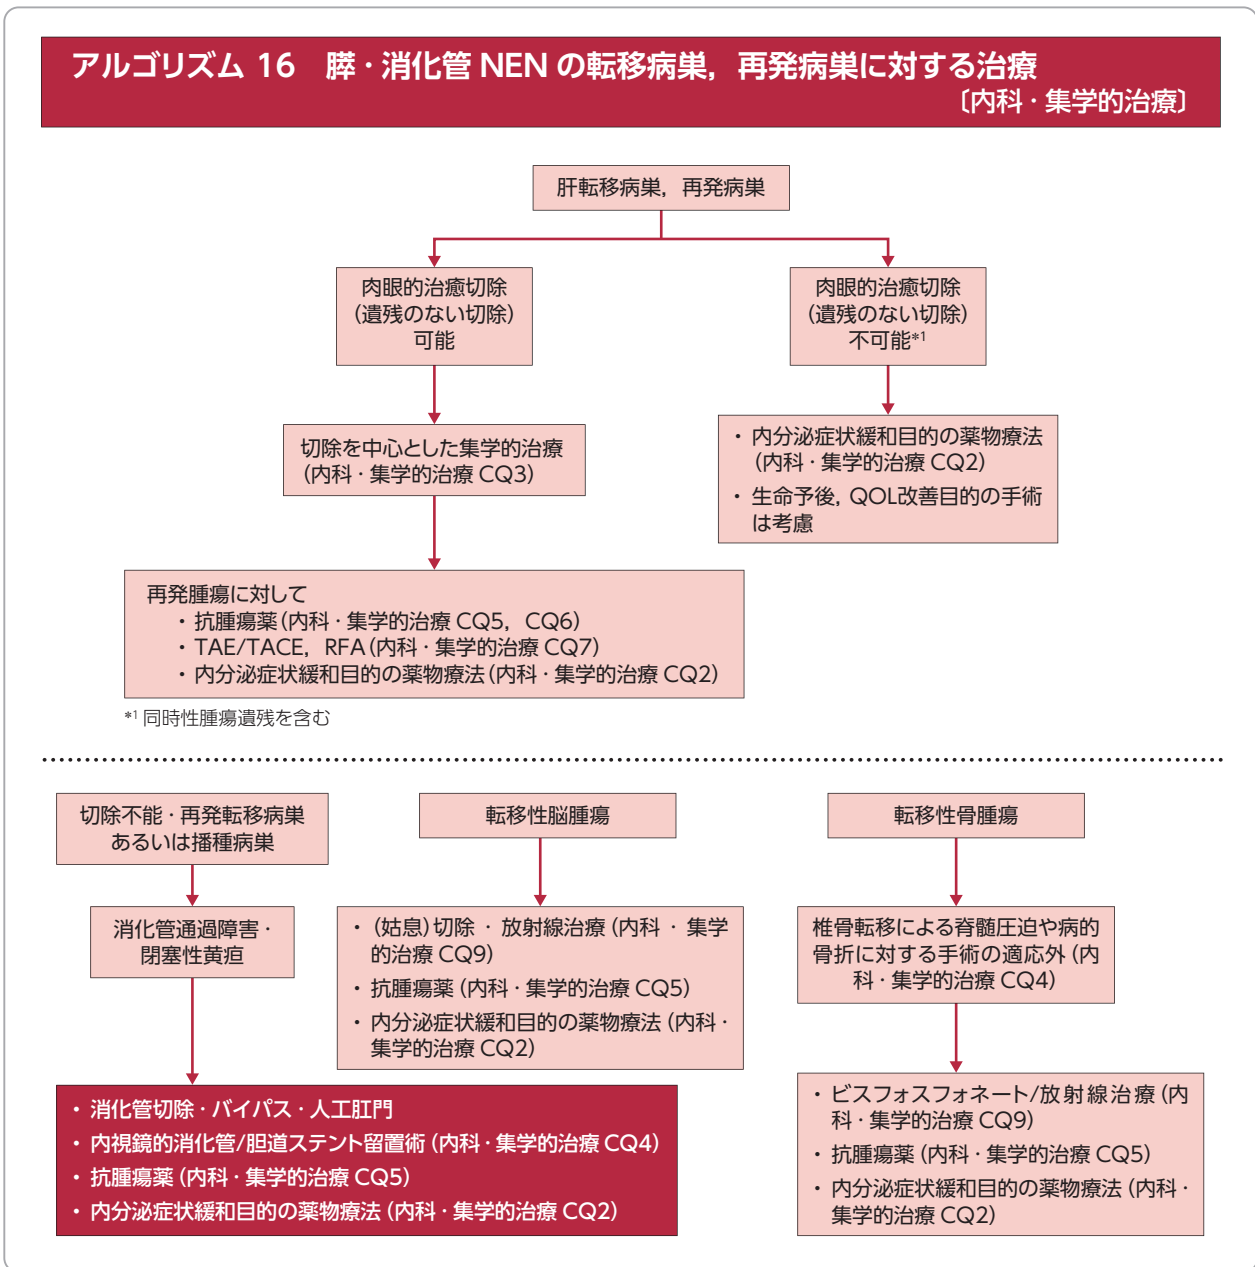 アルゴリズム 16　膵・消化管 NEN の転移病巣，再発病巣に対する治療
〔内科・集学的治療〕
肝転移病巣，再発病巣
肉眼的治癒切除
（遺残のない切除）
可能
肉眼的治癒切除
（遺残のない切除）
不可能*1
切除を中心とした集学的治療
（内科・集学的治療 CQ3）
・ 内分泌症状緩和目的の薬物療法
（内科・集学的治療 CQ2）
・ 生命予後，QOL改善目的の手術
は考慮
再発腫瘍に対して
・ 抗腫瘍薬（内科・集学的治療 CQ5，CQ6）
・ TAE/TACE，RFA（内科・集学的治療 CQ7）
・ 内分泌症状緩和目的の薬物療法（内科・集学的治療 CQ2）
*1 同時性腫瘍遺残を含む
切除不能・再発転移病巣
あるいは播種病巣
消化管通過障害・
閉塞性黄疸
・ 消化管切除・バイパス・人工肛門
・ 内視鏡的消化管/胆道ステント留置術（内科・集学的治療 CQ4）
・ 抗腫瘍薬（内科・集学的治療 CQ5）
・ 内分泌症状緩和目的の薬物療法（内科・集学的治療 CQ2）
転移性脳腫瘍
・ （姑息）切除・放射線治療（内科・集学
的治療 CQ9）
・ 抗腫瘍薬（内科・集学的治療 CQ5）
・ 内分泌症状緩和目的の薬物療法（内科・
集学的治療 CQ2）
転移性骨腫瘍
椎骨転移による脊髄圧迫や病的
骨折に対する手術の適応外（内
科・集学的治療 CQ4）
・ ビスフォスフォネート/放射線治療（内
科・集学的治療 CQ9）
・ 抗腫瘍薬（内科・集学的治療 CQ5）
・ 内分泌症状緩和目的の薬物療法（内科・
集学的治療 CQ2）